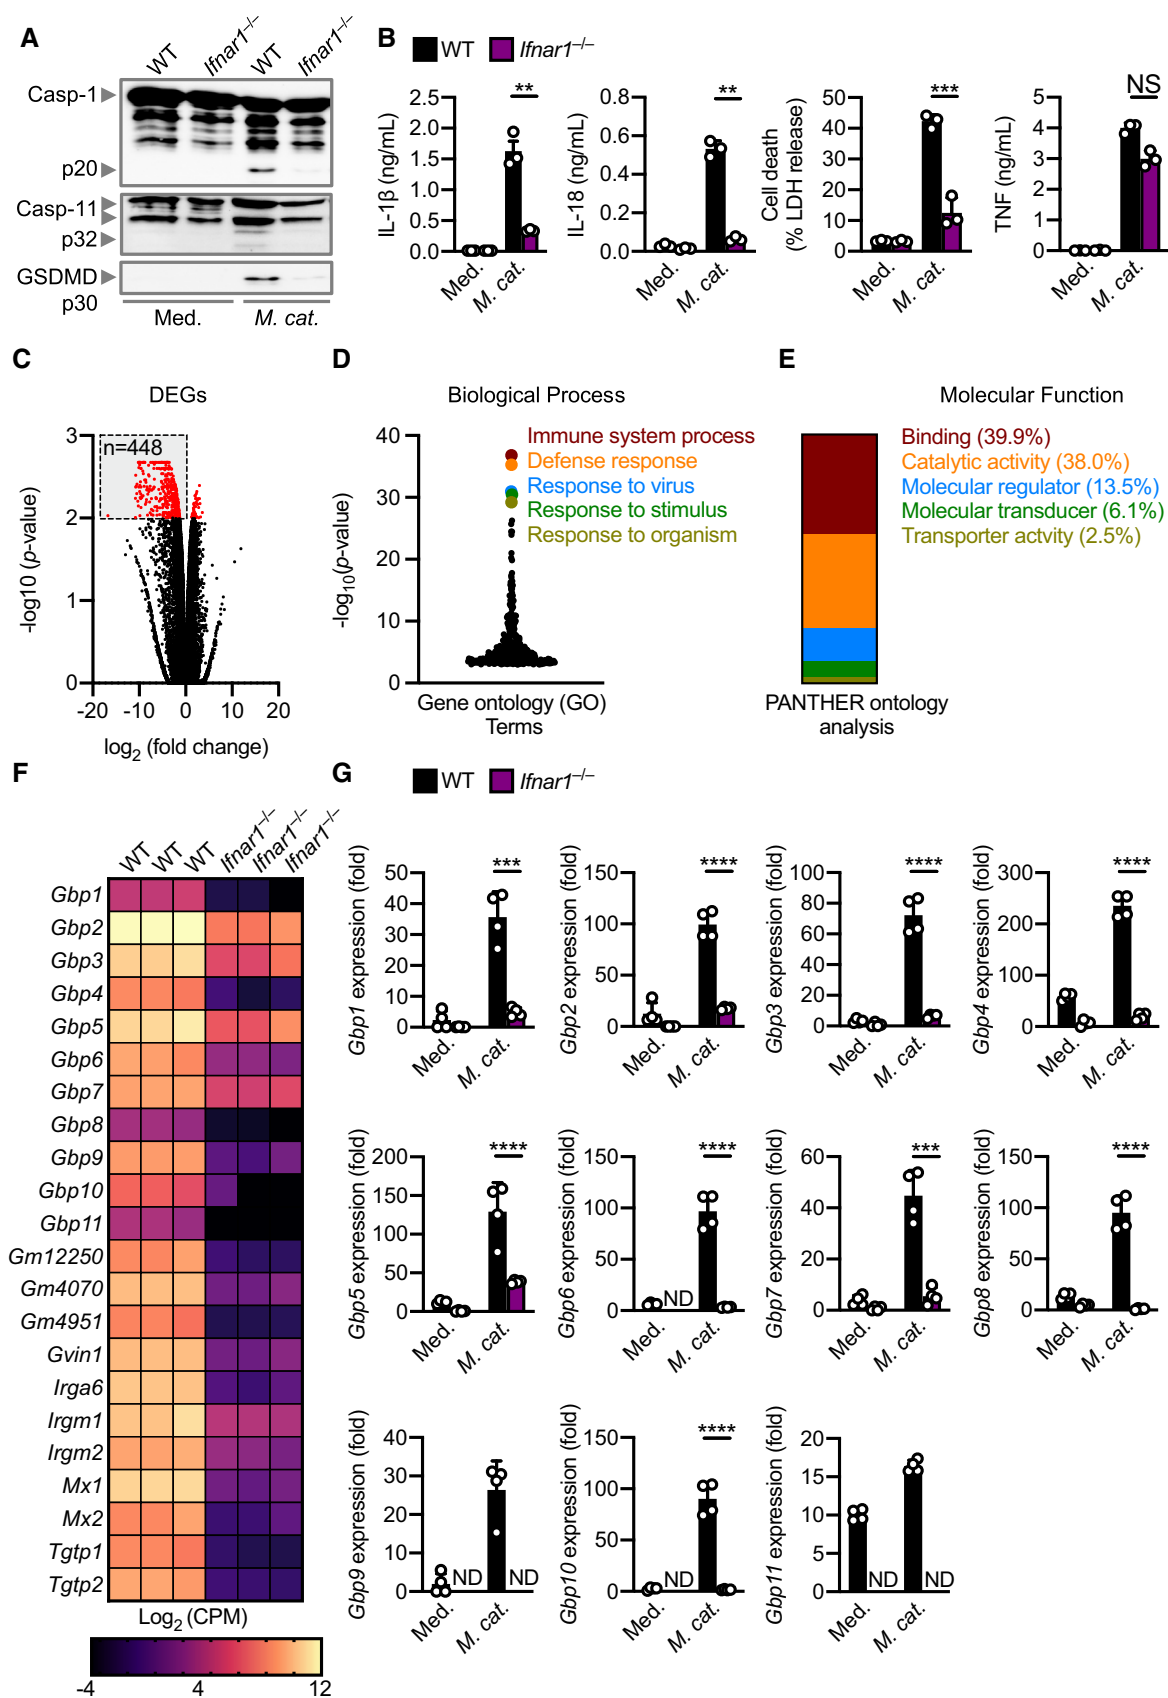 A
WT
Ifnar1–/–
WT
Ifnar1–/–
Casp-1
p20
Casp-11
p32
GSDMD
p30
Med.
M. cat.
B
WT
Ifnar1–/–
IL-1β (ng/mL)
2.5
2.0
1.5
1.0
0.5
0.0
**
Med.
M. cat.
IL-18 (ng/mL)
0.8
0.6
0.4
0.2
0.0
**
Med.
M. cat.
Cell death
(% LDH release)
50
40
30
20
10
0
***
Med.
M. cat.
TNF (ng/mL)
5
4
3
2
1
0
NS
Med.
M. cat.
C
DEGs
n=448
-log10 (p-value)
3
2
1
0
-20
-10
0
10
20
log2 (fold change)
D
Biological Process
-log10(p-value)
40
30
20
10
0
Immune system process
Defense response
Response to virus
Response to stimulus
Response to organism
Gene ontology (GO)
Terms
E
Molecular Function
Binding (39.9%)
Catalytic activity (38.0%)
Molecular regulator (13.5%)
Molecular transducer (6.1%)
Transporter actvity (2.5%)
PANTHER ontology
analysis
F
WT
WT
WT
Ifnar1–/–
Ifnar1–/–
Ifnar1–/–
Gbp1
Gbp2
Gbp3
Gbp4
Gbp5
Gbp6
Gbp7
Gbp8
Gbp9
Gbp10
Gbp11
Gm12250
Gm4070
Gm4951
Gvin1
Irga6
Irgm1
Irgm2
Mx1
Mx2
Tgtp1
Tgtp2
Log2 (CPM)
-4
4
12
G
WT
Ifnar1–/–
Gbp1 expression (fold)
50
40
30
20
10
0
***
Med.
M. cat.
Gbp2 expression (fold)
150
100
50
0
****
Med.
M. cat.
Gbp3 expression (fold)
100
80
60
40
20
0
****
Med.
M. cat.
Gbp4 expression (fold)
300
200
100
0
****
Med.
M. cat.
Gbp5 expression (fold)
200
150
100
50
0
****
Med.
M. cat.
Gbp6 expression (fold)
150
100
50
0
ND
****
Med.
M. cat.
Gbp7 expression (fold)
60
40
20
0
***
Med.
M. cat.
Gbp8 expression (fold)
150
100
50
0
****
Med.
M. cat.
Gbp9 expression (fold)
40
30
20
10
0
ND
ND
Med.
M. cat.
Gbp10 expression (fold)
150
100
50
0
ND
****
Med.
M. cat.
Gbp11 expression (fold)
20
15
10
5
0
ND
ND
Med.
M. cat.